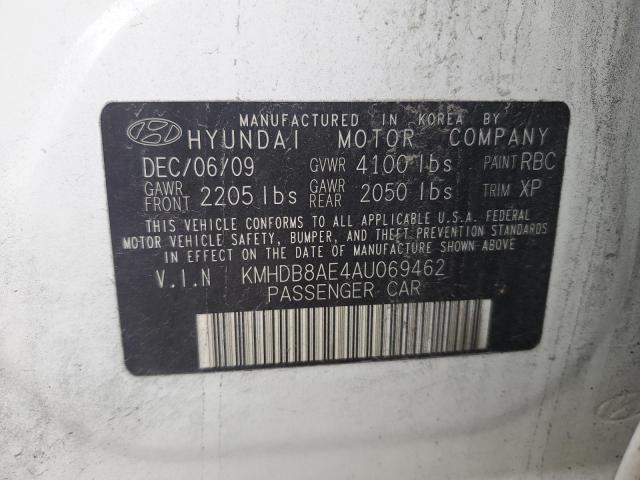 MANUFACTURED IN KOREA BY
HYUNDAI MOTOR COMPANY
DEC/06/09 GVWR 4100 lbs PAINT RBC
GAWR FRONT 2205 lbs GAWR REAR 2050 lbs TRIM XP
THIS VEHICLE CONFORMS TO ALL APPLICABLE U.S.A. FEDERAL
MOTOR VEHICLE SAFETY, BUMPER, AND THEFT PREVENTION STANDARDS
IN EFFECT ON THE DATE OF MANUFACTURE SHOWN ABOVE.
V.I.N KMHDB8AE4AU069462
PASSENGER CAR